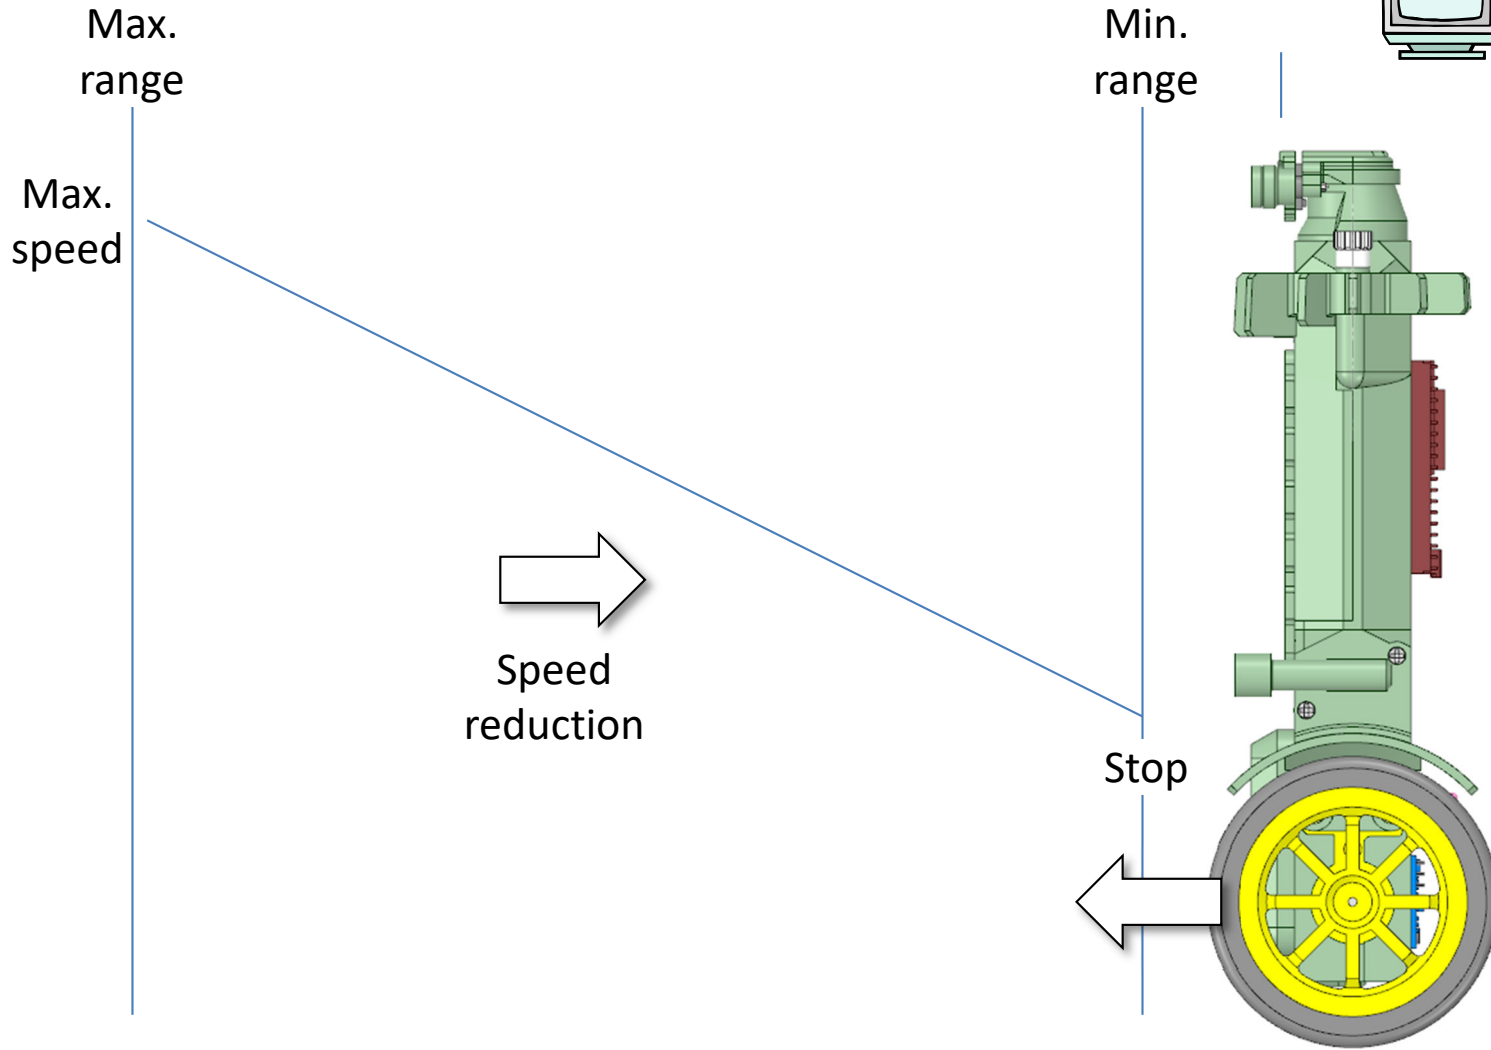 Max.
range
Min.
range
Max.
speed
Speed
reduction
Stop